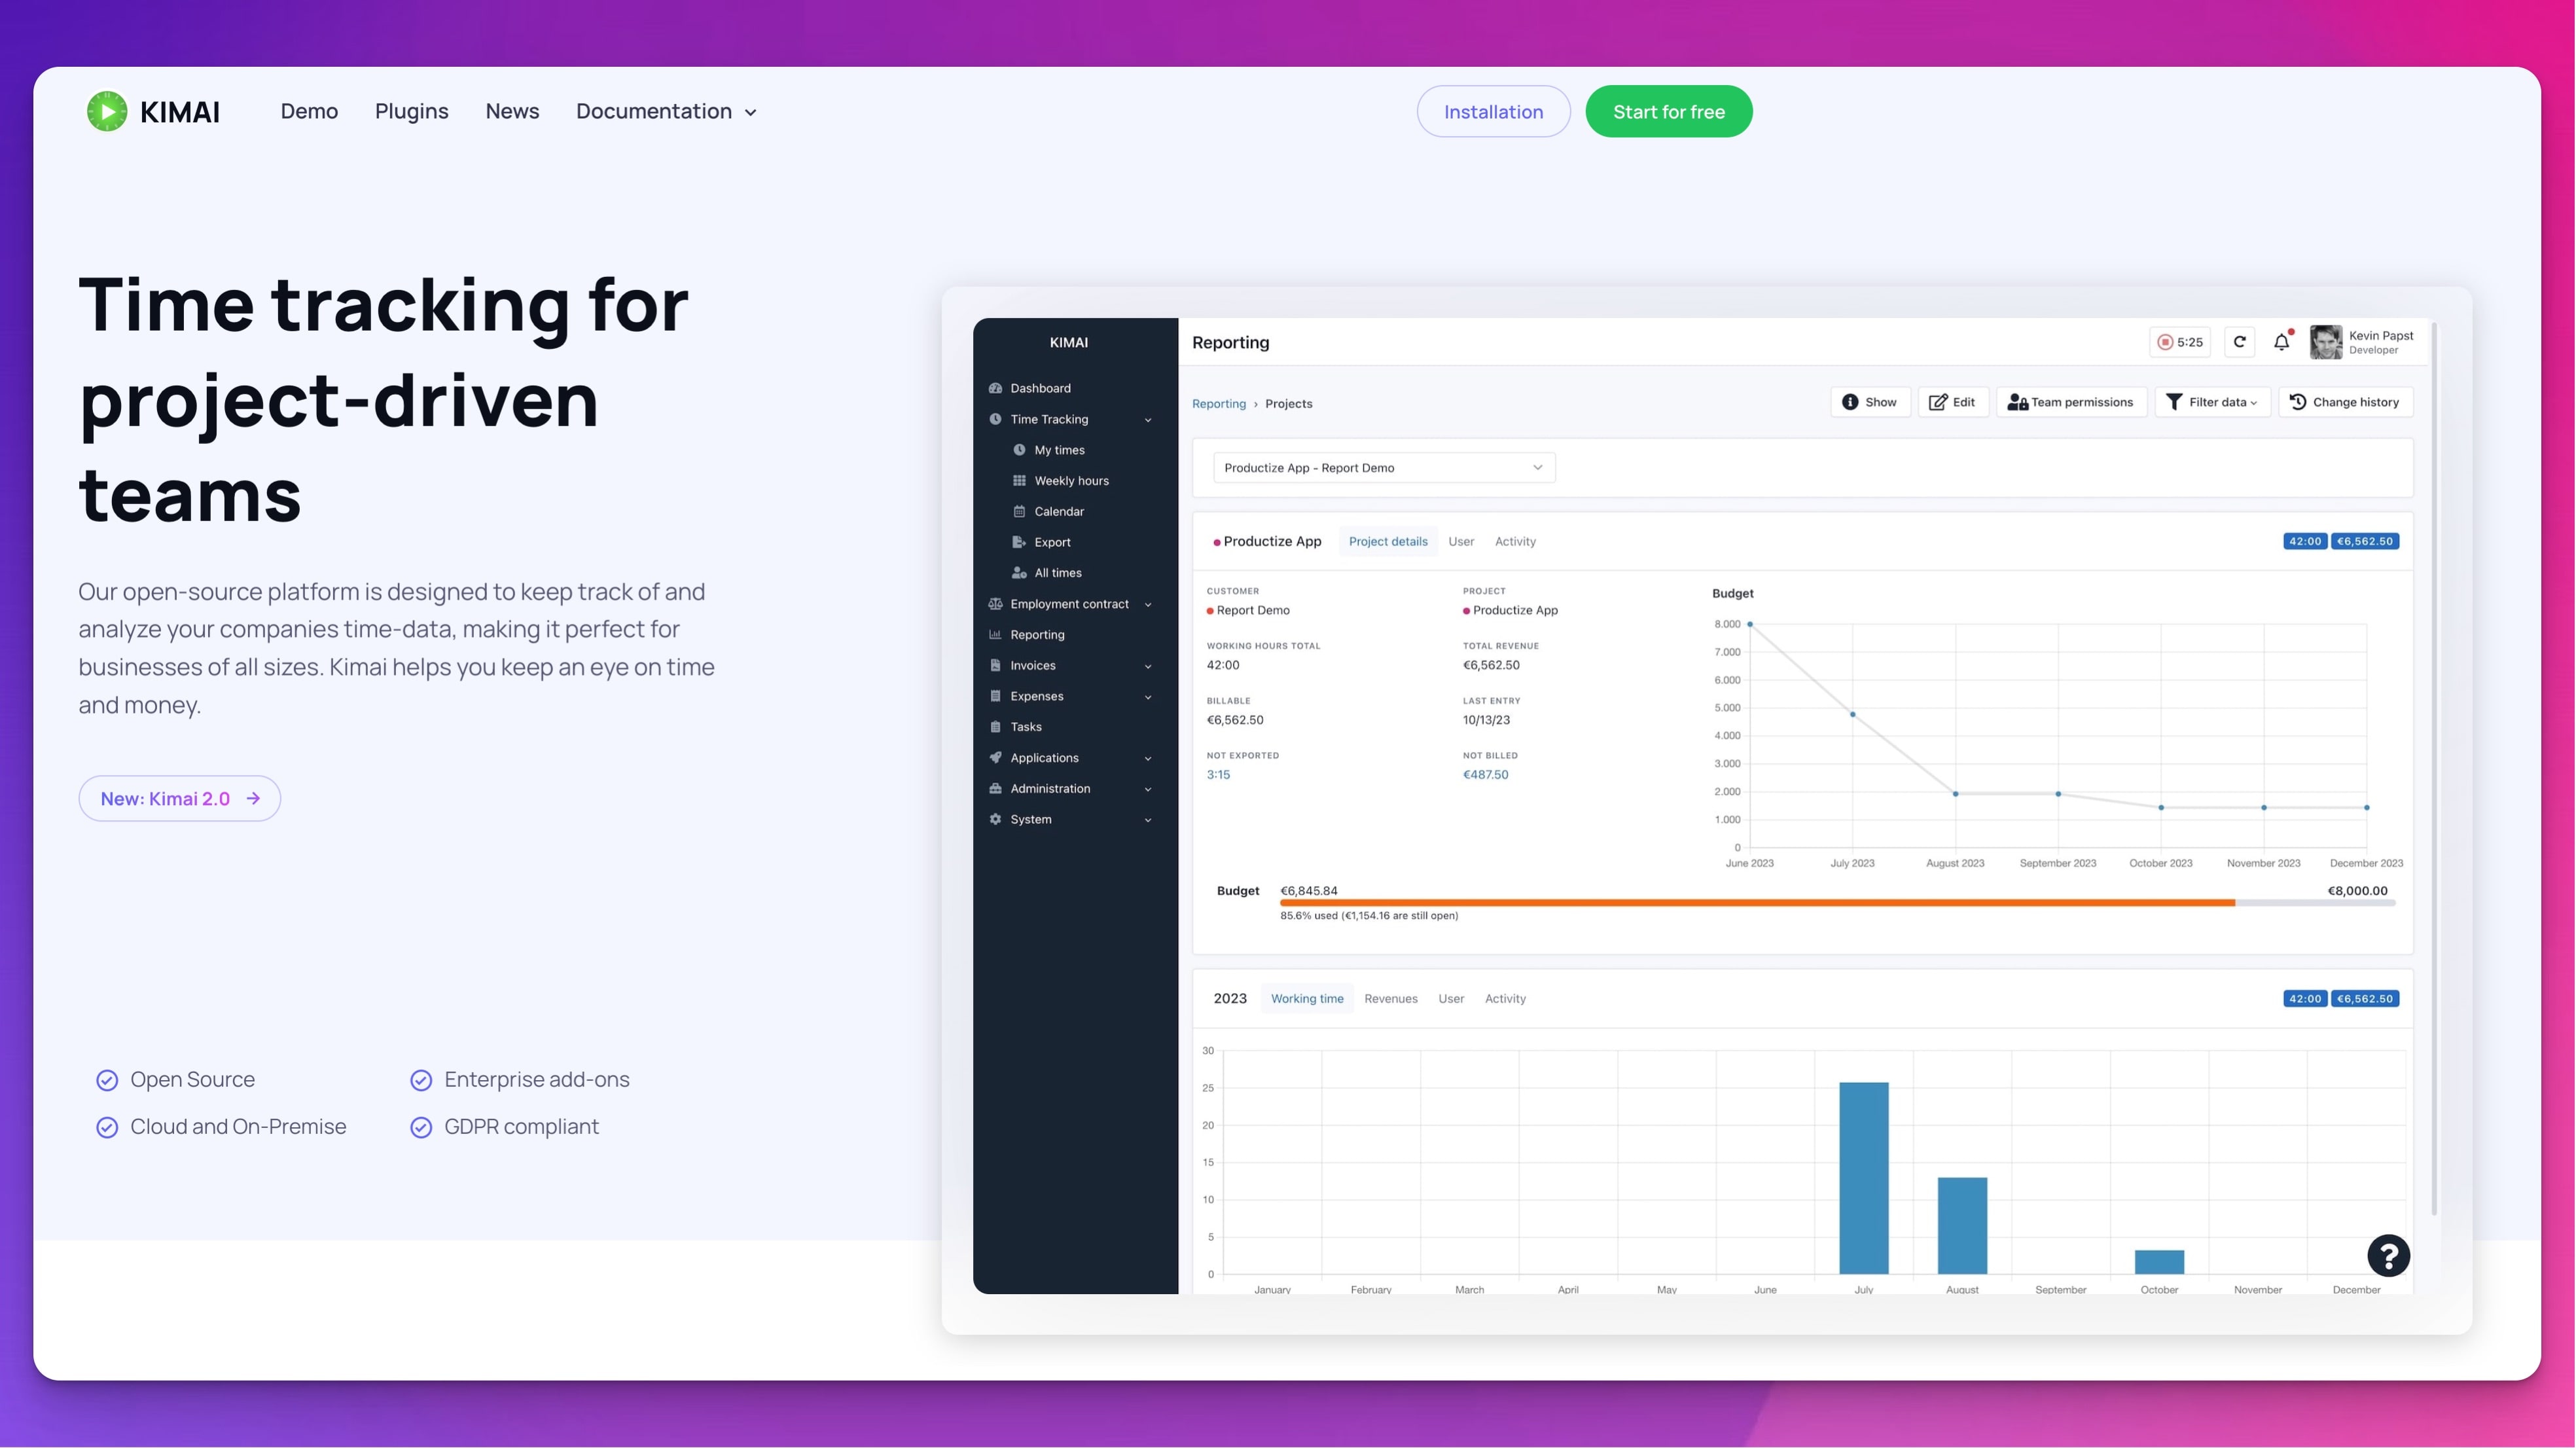 KIMAI
Demo
Plugins
News
Documentation
Installation
Start for free
Time tracking for
project-driven
teams
Our open-source platform is designed to keep track of and
analyze your companies time-data, making it perfect for
businesses of all sizes. Kimai helps you keep an eye on time
and money.
New: Kimai 2.0
Open Source
Enterprise add-ons
Cloud and On-Premise
GDPR compliant
KIMAI
Dashboard
Time Tracking
My times
Weekly hours
Calendar
Export
All times
Employment contract
Reporting
Invoices
Expenses
Tasks
Applications
Administration
System
Reporting
5:25
Kevin Papst
Developer
Reporting › Projects
Show
Edit
Team permissions
Filter data
Change history
Productize App - Report Demo
Productize App
Project details
User
Activity
42:00
€6,562.50
CUSTOMER
Report Demo
PROJECT
Productize App
WORKING HOURS TOTAL
42:00
TOTAL REVENUE
€6,562.50
BILLABLE
€6,562.50
LAST ENTRY
10/13/23
NOT EXPORTED
3:15
NOT BILLED
€487.50
Budget
8.000
7.000
6.000
5.000
4.000
3.000
2.000
1.000
0
June 2023
July 2023
August 2023
September 2023
October 2023
November 2023
December 2023
Budget
€6,845.84
€8,000.00
85.6% used (€1,154.16 are still open)
2023
Working time
Revenues
User
Activity
42:00
€6,562.50
30
25
20
15
10
5
0
January
February
March
April
May
June
July
August
September
October
November
December
?